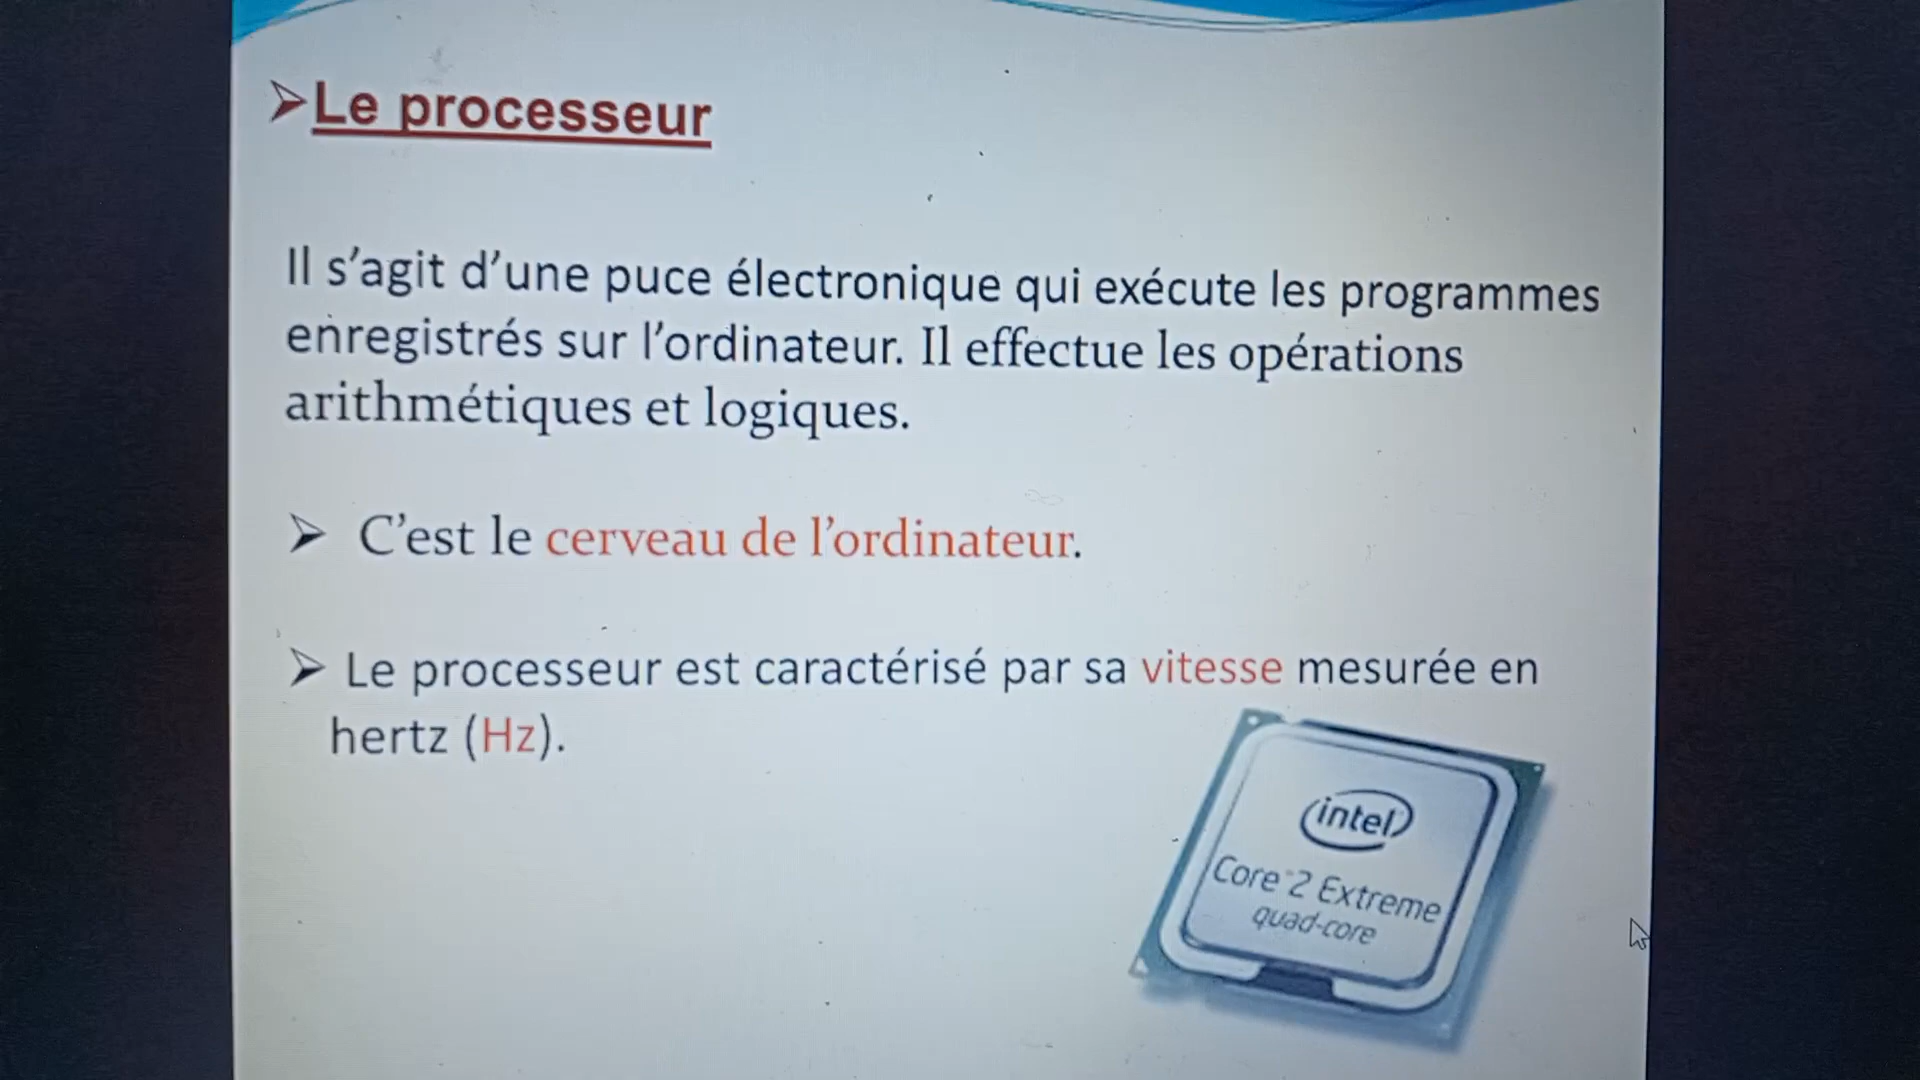 ➢Le processeur
Il s’agit d’une puce électronique qui exécute les programmes
enregistrés sur l’ordinateur. Il effectue les opérations
arithmétiques et logiques.
➢ C’est le cerveau de l’ordinateur.
➢ Le processeur est caractérisé par sa vitesse mesurée en
hertz (Hz).
intel
Core 2 Extreme
quad-core